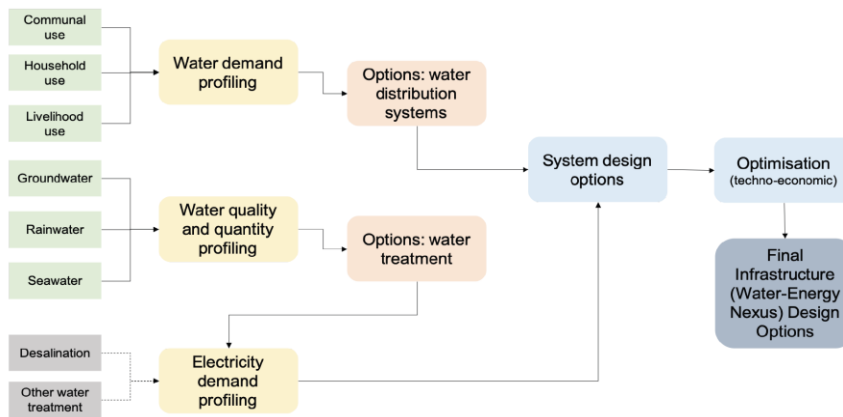 Communal
use
Household
use
Livelihood
use
Water demand
profiling
Options: water
distribution
systems
Groundwater
Rainwater
Seawater
Water quality
and quantity
profiling
Options: water
treatment
Desalination
Other water
treatment
Electricity
demand
profiling
System design
options
Optimisation
(techno-economic)
Final
Infrastructure
(Water-Energy
Nexus) Design
Options